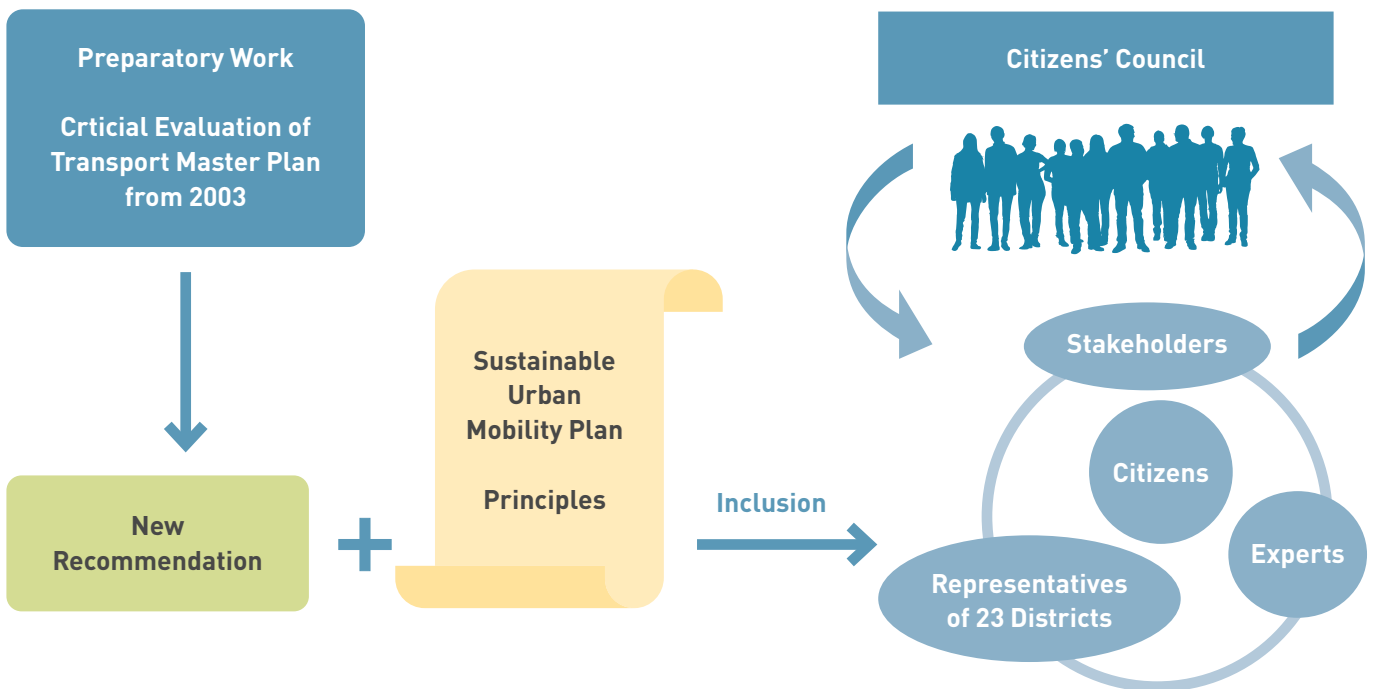 Preparatory Work
Crticial Evaluation of
Transport Master Plan
from 2003
New
Recommendation
Sustainable
Urban
Mobility Plan
Principles
Inclusion
Citizens’ Council
Stakeholders
Citizens
Experts
Representatives
of 23 Districts